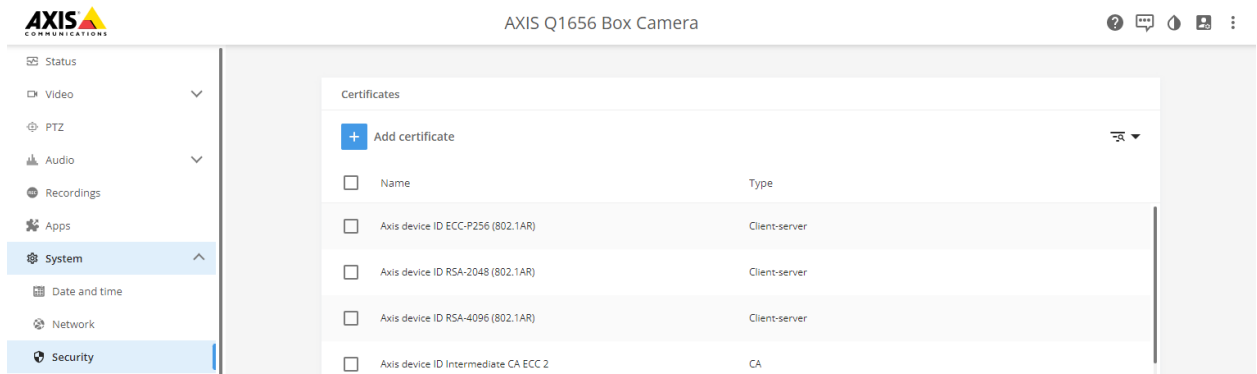 AXIS
COMMUNICATIONS
AXIS Q1656 Box Camera
Status
Video
PTZ
Audio
Recordings
Apps
System
Date and time
Network
Security
Certificates
Add certificate
Name Type
Axis device ID ECC-P256 (802.1AR) Client-server
Axis device ID RSA-2048 (802.1AR) Client-server
Axis device ID RSA-4096 (802.1AR) Client-server
Axis device ID Intermediate CA ECC 2 CA